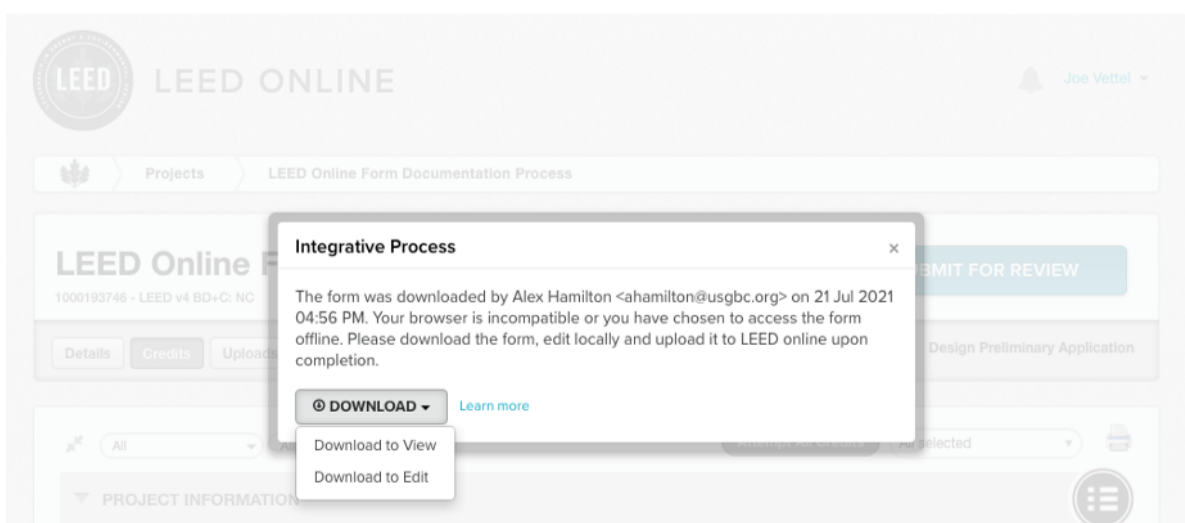 LEED
LEED ONLINE
Joe Vettel
Projects
LEED Online Form Documentation Process
Integrative Process
×
LEED Online F
BMIT FOR REVIEW
1000193746 - LEED v4 BD+C: NC
The form was downloaded by Alex Hamilton <ahamilton@usgbc.org> on 21 Jul 2021
04:56 PM. Your browser is incompatible or you have chosen to access the form
offline. Please download the form, edit locally and upload it to LEED online upon
completion.
Details
Credits
Uploads
Design Preliminary Application
DOWNLOAD
Learn more
All
All selected
Download to View
Download to Edit
PROJECT INFORMATION